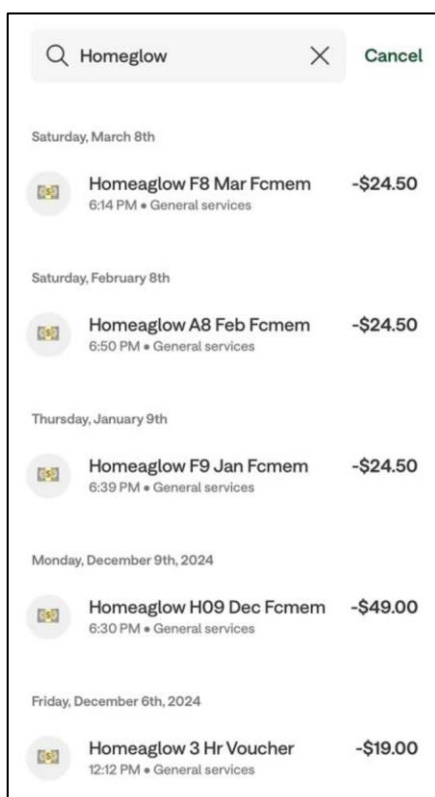 Homeglow Cancel
Saturday, March 8th
Homeaglow F8 Mar Fcmem -$24.50
6:14 PM • General services
Saturday, February 8th
Homeaglow A8 Feb Fcmem -$24.50
6:50 PM • General services
Thursday, January 9th
Homeaglow F9 Jan Fcmem -$24.50
6:39 PM • General services
Monday, December 9th, 2024
Homeaglow H09 Dec Fcmem -$49.00
6:30 PM • General services
Friday, December 6th, 2024
Homeaglow 3 Hr Voucher -$19.00
12:12 PM • General services